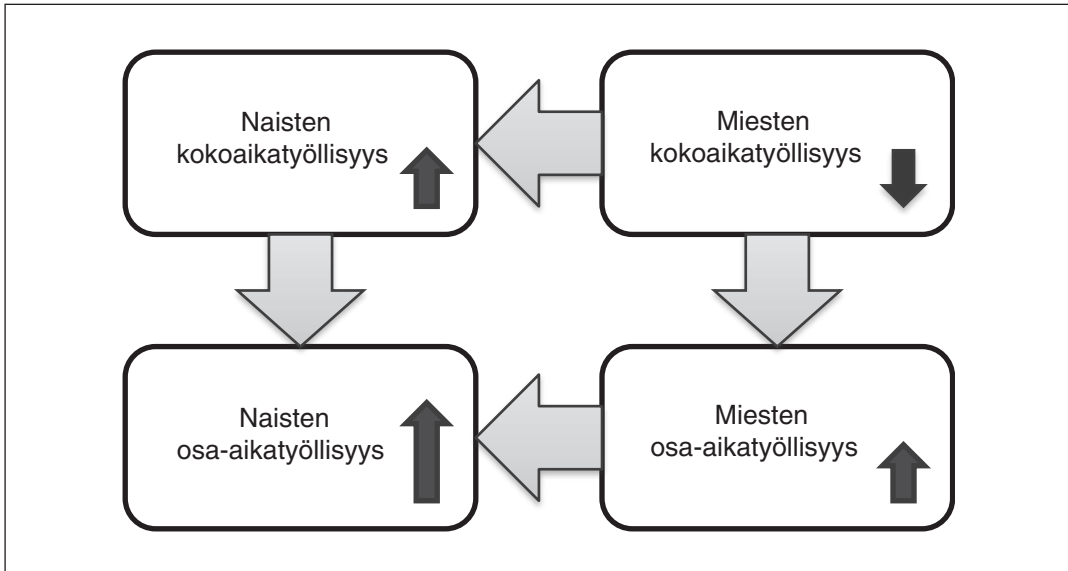 Naisten
kokoaikatyöllisyys
Miesten
kokoaikatyöllisyys
Naisten
osa-aikatyöllisyys
Miesten
osa-aikatyöllisyys